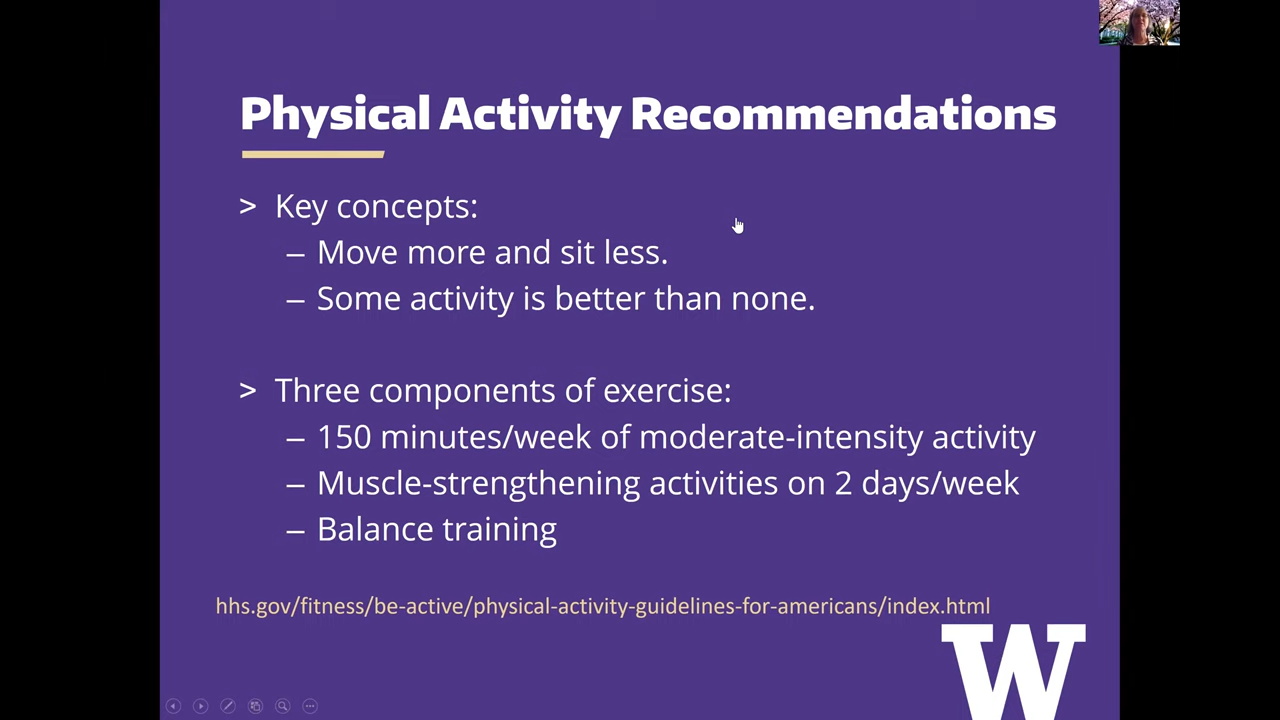 Physical Activity Recommendations
> Key concepts:
– Move more and sit less.
– Some activity is better than none.
> Three components of exercise:
– 150 minutes/week of moderate-intensity activity
– Muscle-strengthening activities on 2 days/week
– Balance training
hhs.gov/fitness/be-active/physical-activity-guidelines-for-americans/index.html
W